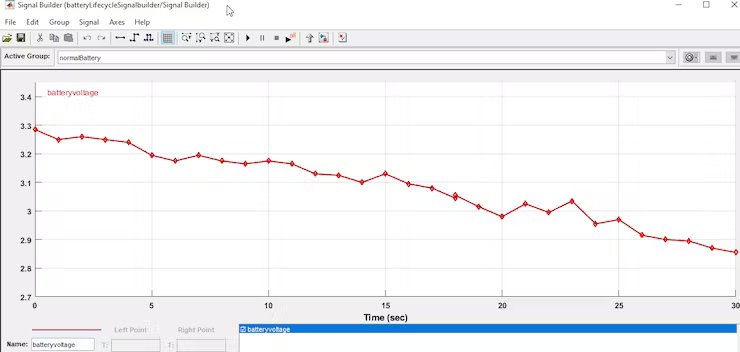 Signal Builder (batteryLifecycleSignalbuilder/Signal Builder)
File Edit Group Signal Axes Help
all
Active Group: normalBattery
batteryvoltage
3.4
3.3
3.2
3.1
3
2.9
2.8
2.7
0 5 10 15 20 25 30
Time (sec)
Left Point Right Point
batteryvoltage
Name: batteryvoltage T: T: